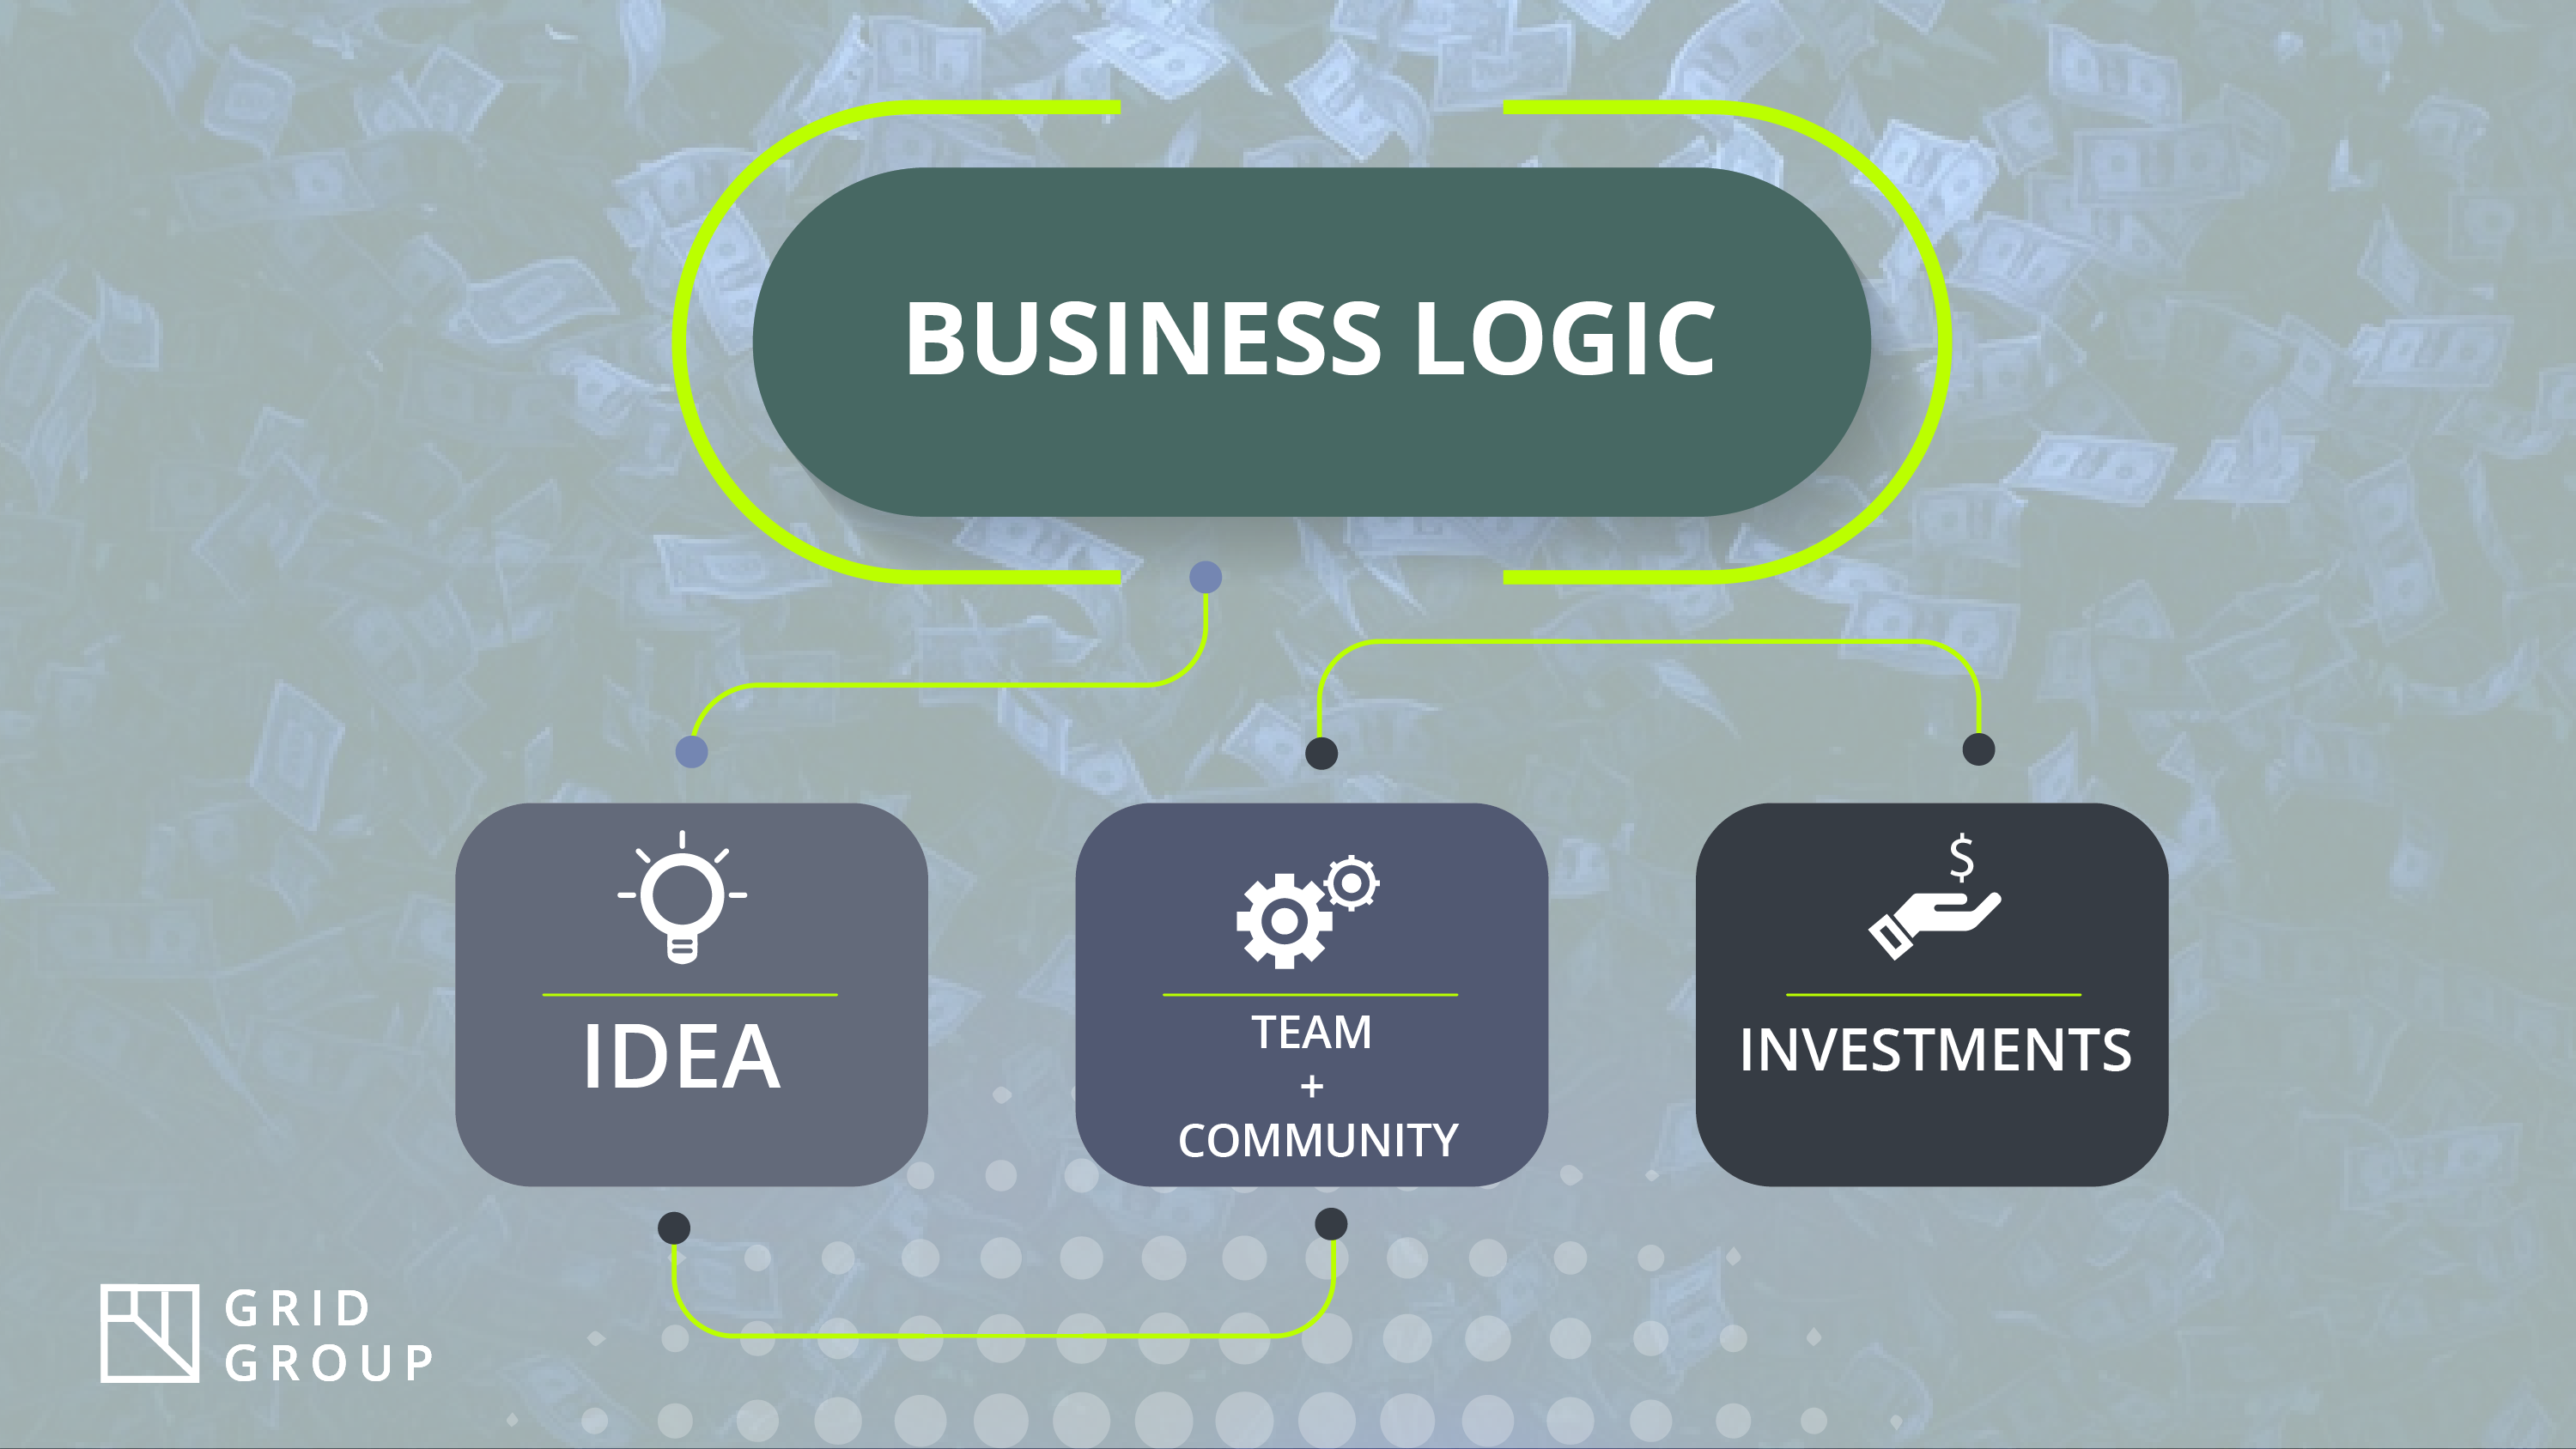 BUSINESS LOGIC
IDEA
TEAM
+
COMMUNITY
$
INVESTMENTS
GRID
GROUP